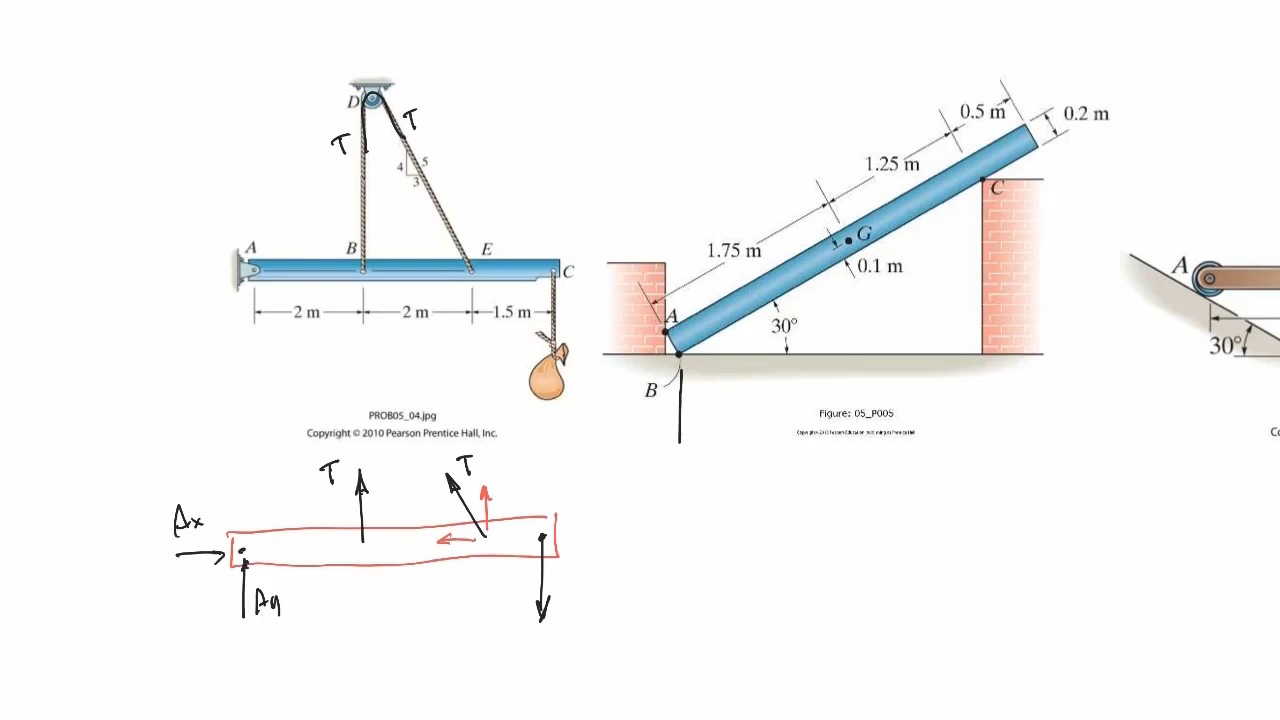 D
T
T
4
5
3
A
B
E
C
2 m
2 m
1.5 m
PROB05_04.jpg
Copyright © 2010 Pearson Prentice Hall, Inc.
0.5 m
0.2 m
1.25 m
C
1.75 m
G
0.1 m
A
30°
B
Figure: 05_P005
A
30°
Co
T
T
Ax
Ay